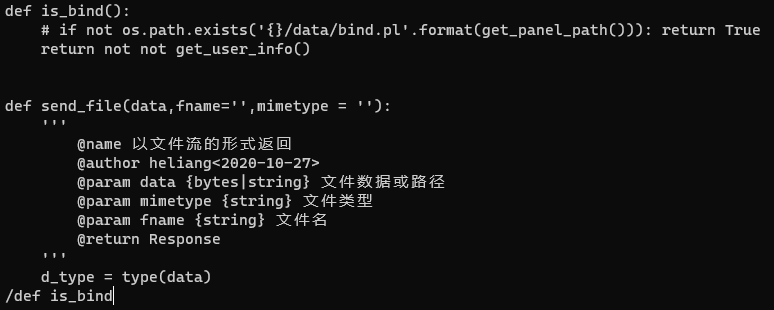 def is_bind():
    # if not os.path.exists('{}/data/bind.pl'.format(get_panel_path())): return True
    return not not get_user_info()
def send_file(data,fname='',mimetype = ''):
    '''
        @name 以文件流的形式返回
        @author heliang<2020-10-27>
        @param data {bytes|string} 文件数据或路径
        @param mimetype {string} 文件类型
        @param fname {string} 文件名
        @return Response
    '''
    d_type = type(data)
/def is_bind